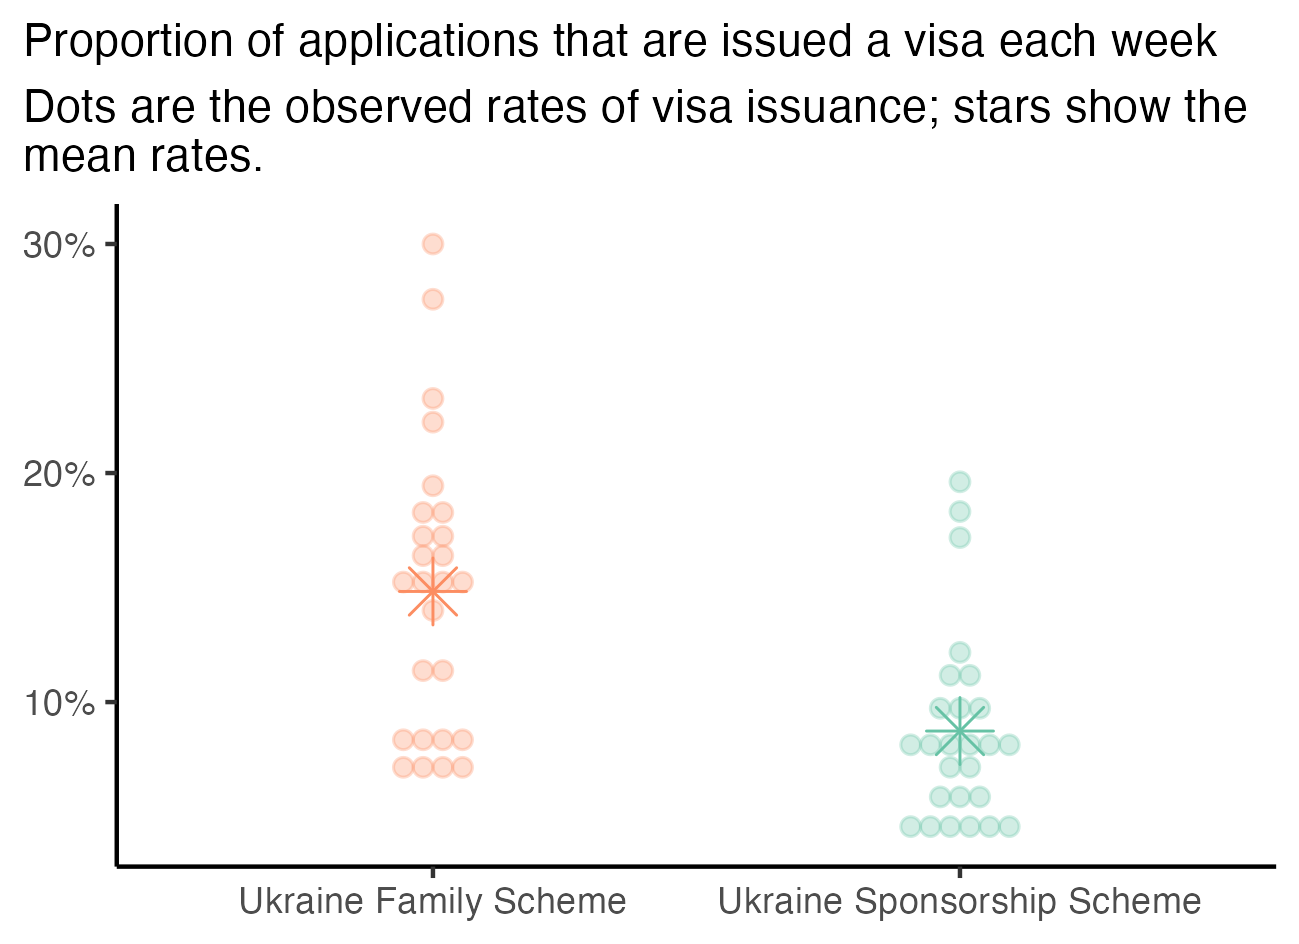 Proportion of applications that are issued a visa each week
Dots are the observed rates of visa issuance; stars show the
mean rates.
30%
20%
10%
Ukraine Family Scheme
Ukraine Sponsorship Scheme